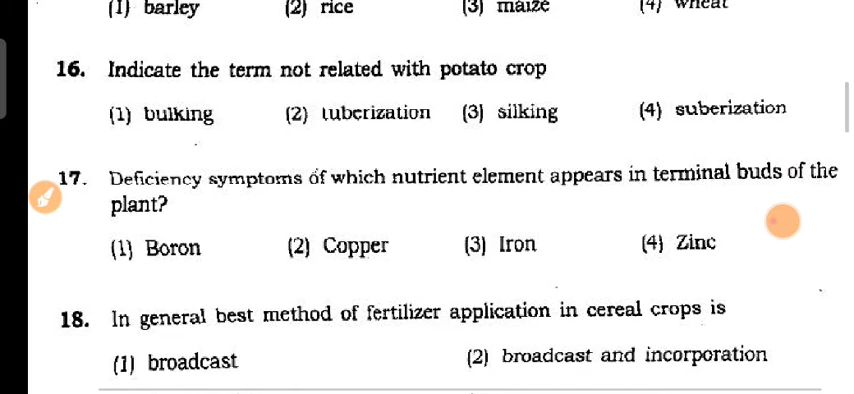 (1) barley (2) rice (3) maize (4) wheat
16. Indicate the term not related with potato crop
(1) bulking (2) tuberization (3) silking (4) suberization
17. Deficiency symptoms of which nutrient element appears in terminal buds of the
plant?
(1) Boron (2) Copper (3) Iron (4) Zinc
18. In general best method of fertilizer application in cereal crops is
(1) broadcast (2) broadcast and incorporation